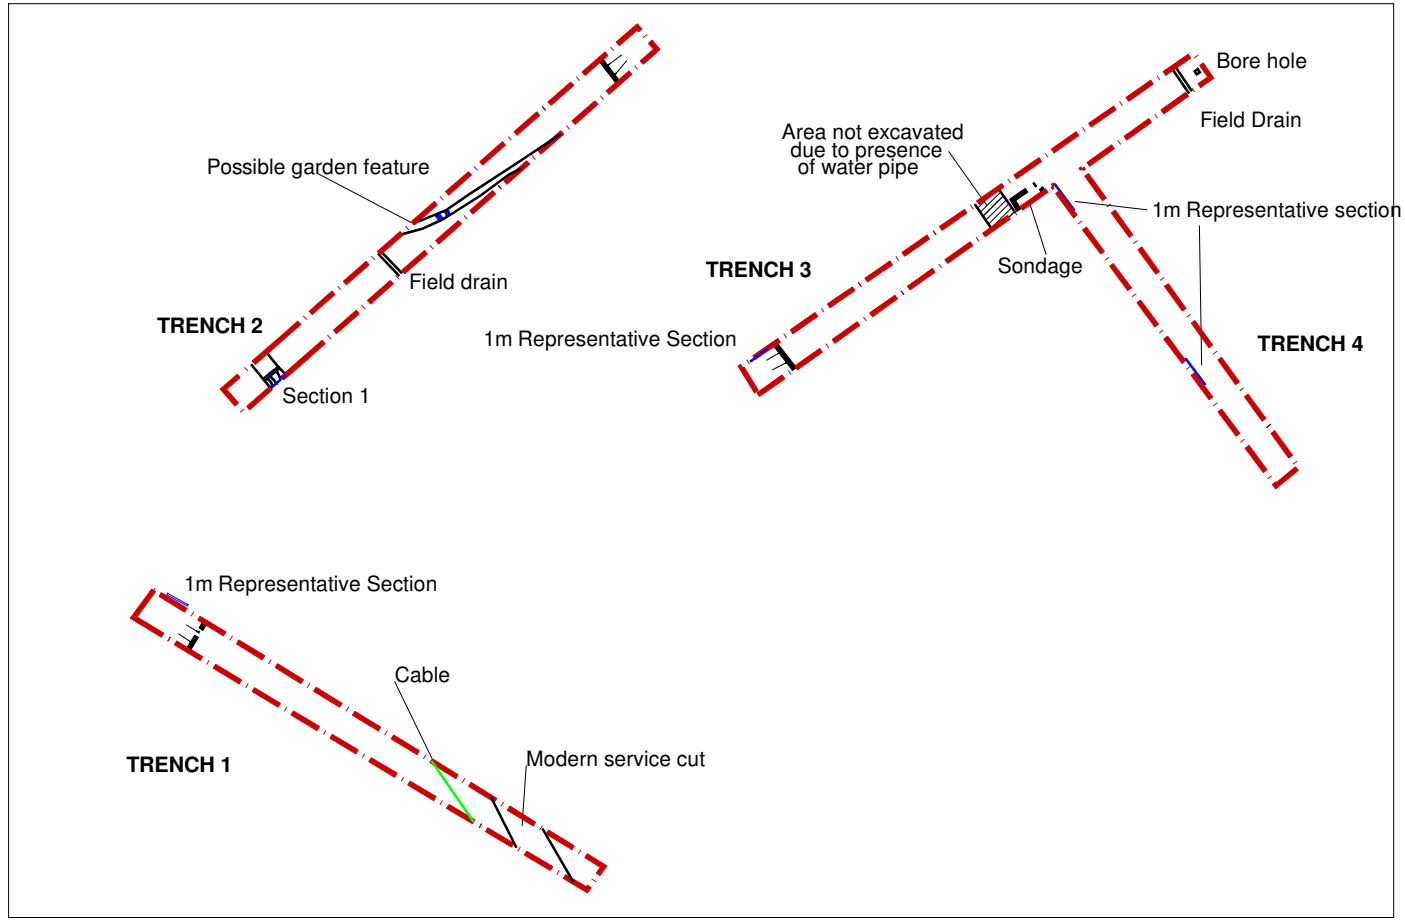 Bore hole
Field Drain
Area not excavated
due to presence
of water pipe
Possible garden feature
1m Representative section
Sondage
TRENCH 3
Field drain
TRENCH 2
1m Representative Section
TRENCH 4
Section 1
1m Representative Section
Cable
Modern service cut
TRENCH 1